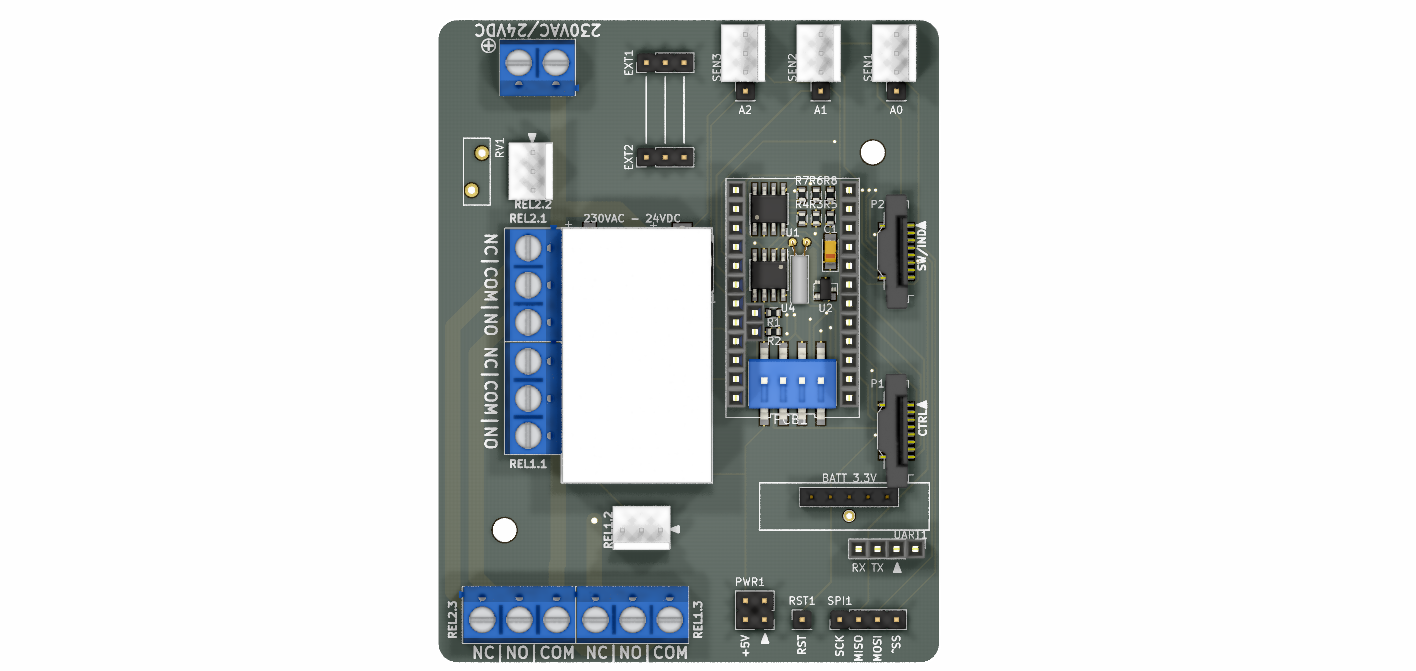 230VAC/24VDC
EXT1
SEN3
SEN2
SEN1
A2
A1
A0
RV1
EXT2
REL2.2
REL2.1
230VAC - 24VDC
R7R6R8
R4R3R5
P2
U1
C1
SW/IND
NC|COM|NO
NC|COM|NO
U4
U2
R1
R2
P1
CTRL
PCB1
REL1.1
BATT 3.3V
REL1.2
UART1
RX TX
PWR1
RST1
SPI1
REL2.3
REL1.3
+5V
RST
SCK
MISO
MOSI
^SS
NC|NO|COM
NC|NO|COM